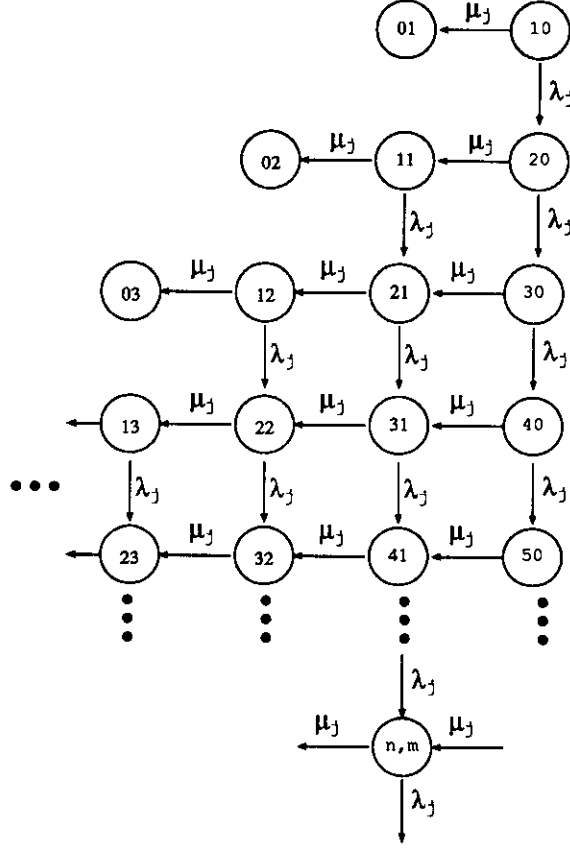 01 μj 10
λj
02 μj 11 μj 20
λj λj
03 μj 12 μj 21 μj 30
λj λj λj
13 μj 22 μj 31 μj 40
••• λj λj λj λj
23 μj 32 μj 41 μj 50
λj
μj n,m μj
λj